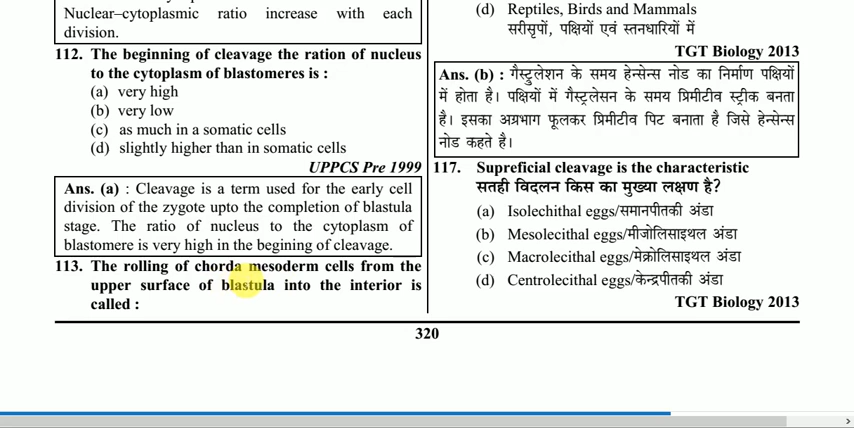 Nuclear–cytoplasmic ratio increase with each
division.
112. The beginning of cleavage the ration of nucleus
to the cytoplasm of blastomeres is :
(a) very high
(b) very low
(c) as much in a somatic cells
(d) slightly higher than in somatic cells
UPPCS Pre 1999
Ans. (a) : Cleavage is a term used for the early cell
division of the zygote upto the completion of blastula
stage. The ratio of nucleus to the cytoplasm of
blastomere is very high in the begining of cleavage.
113. The rolling of chorda mesoderm cells from the
upper surface of blastula into the interior is
called :
(d) Reptiles, Birds and Mammals
सरीसृपों, पक्षियों एवं स्तनधारियों में
TGT Biology 2013
Ans. (b) : गैस्ट्रुलेशन के समय हेन्सेन्स नोड का निर्माण पक्षियों
में होता है। पक्षियों में गैस्ट्रलेसन के समय प्रिमीटीव स्ट्रीक बनता
है। इसका अग्रभाग फूलकर प्रिमीटीव पिट बनाता है जिसे हेन्सेन्स
नोड कहते है।
117. Supreficial cleavage is the characteristic
सतही विदलन किस का मुख्या लक्षण है?
(a) Isolechithal eggs/समानपीतकी अंडा
(b) Mesolecithal eggs/मीजोलिसाइथल अंडा
(c) Macrolecithal eggs/मेक्रोलिसाइथल अंडा
(d) Centrolecithal eggs/केन्द्रपीतकी अंडा
TGT Biology 2013
320